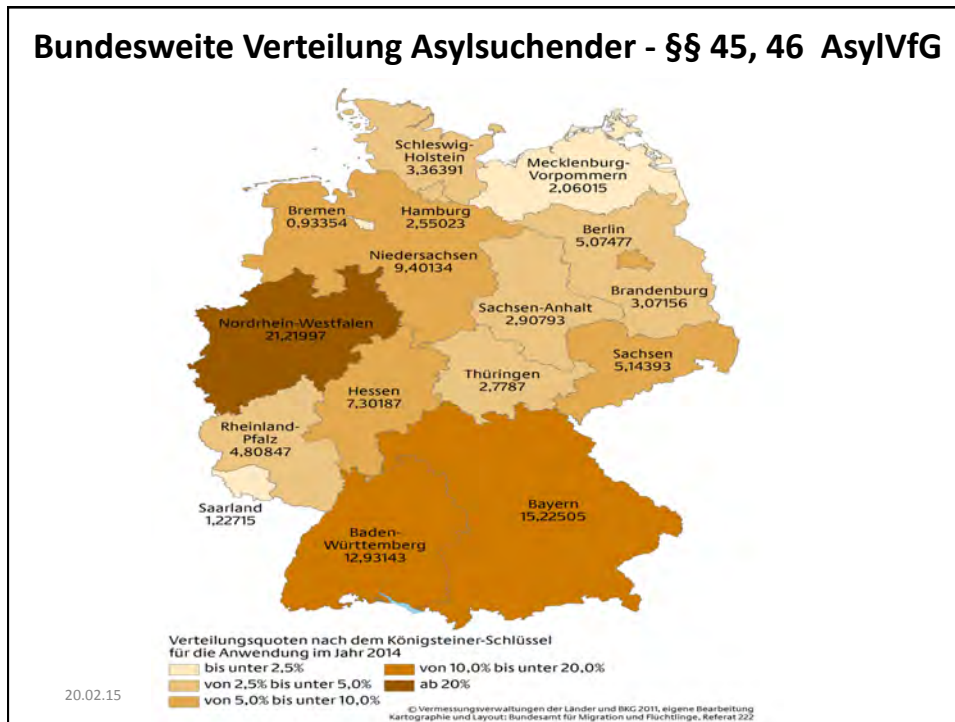 Bundesweite Verteilung Asylsuchender - §§ 45, 46 AsylVfG
Schleswig-
Holstein
3,36391
Mecklenburg-
Vorpommern
2,06015
Bremen
0,93354
Hamburg
2,55023
Berlin
5,07477
Niedersachsen
9,40134
Brandenburg
3,07156
Sachsen-Anhalt
2,90793
Nordrhein-Westfalen
21,21997
Sachsen
5,14393
Thüringen
2,7787
Hessen
7,30187
Rheinland-
Pfalz
4,80847
Saarland
1,22715
Bayern
15,22505
Baden-
Württemberg
12,93143
Verteilungsquoten nach dem Königsteiner-Schlüssel
für die Anwendung im Jahr 2014
bis unter 2,5%
von 2,5% bis unter 5,0%
von 5,0% bis unter 10,0%
von 10,0% bis unter 20,0%
ab 20%
20.02.15
© Vermessungsverwaltungen der Länder und BKG 2011, eigene Bearbeitung
Kartographie und Layout: Bundesamt für Migration und Flüchtlinge, Referat 222